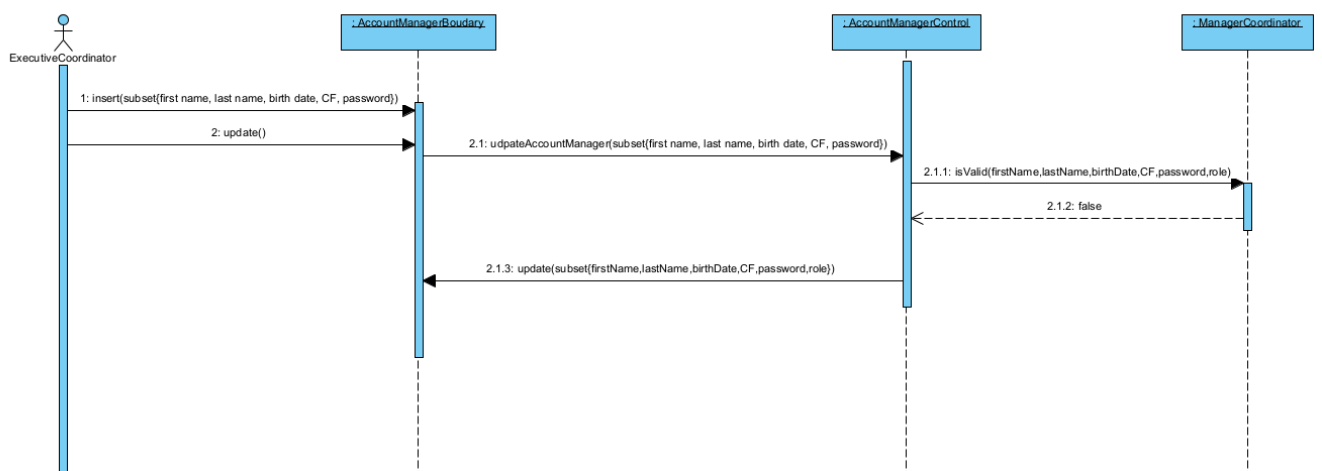 : AccountManagerBoudary
: AccountManagerControl
: ManagerCoordinator
ExecutiveCoordinator
1: insert(subset{first name, last name, birth date, CF, password})
2: update()
2.1: udpateAccountManager(subset{first name, last name, birth date, CF, password})
2.1.1: isValid(firstName,lastName,birthDate,CF,password,role)
2.1.2: false
2.1.3: update(subset{firstName,lastName,birthDate,CF,password,role})